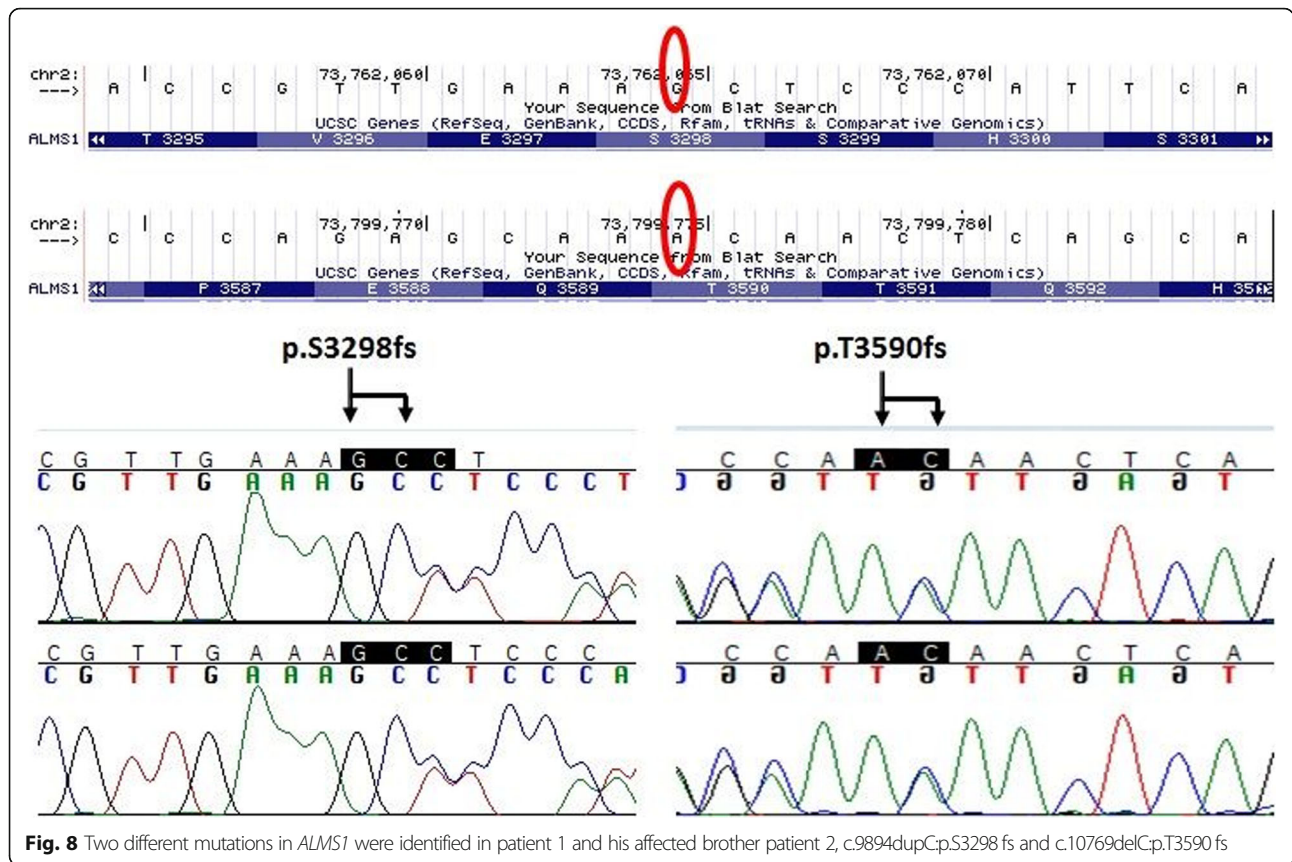 chr2: | 73,762,060| 73,762,065| 73,762,070|
---> A C C G T T G A A A G C T C C C A T T C A
Your Sequence from Blat Search
UCSC Genes (RefSeq, GenBank, CCDS, Rfam, tRNAs & Comparative Genomics)
ALMS1 T 3295 V 3296 E 3297 S 3298 S 3299 H 3300 S 3301
chr2: | 73,799,770| 73,799,775| 73,799,780|
---> C C C A G A G C A A A C A A C T C A G C A
Your Sequence from Blat Search
UCSC Genes (RefSeq, GenBank, CCDS, Rfam, tRNAs & Comparative Genomics)
ALMS1 P 3587 E 3588 Q 3589 T 3590 T 3591 Q 3592
p.S3298fs p.T3590fs
C G T T G A A A G C C T
C G T T G A A A G C C T C C C T
C C A A C A A C T C A
G G T T G T T G A G T
C G T T G A A A G C C T C C C
C G T T G A A A G C C T C C C A
C C A A C A A C T C A
G G T T G T T G A G T
Fig. 8 Two different mutations in ALMS1 were identified in patient 1 and his affected brother patient 2, c.9894dupC:p.S3298 fs and c.10769delC:p.T3590 fs